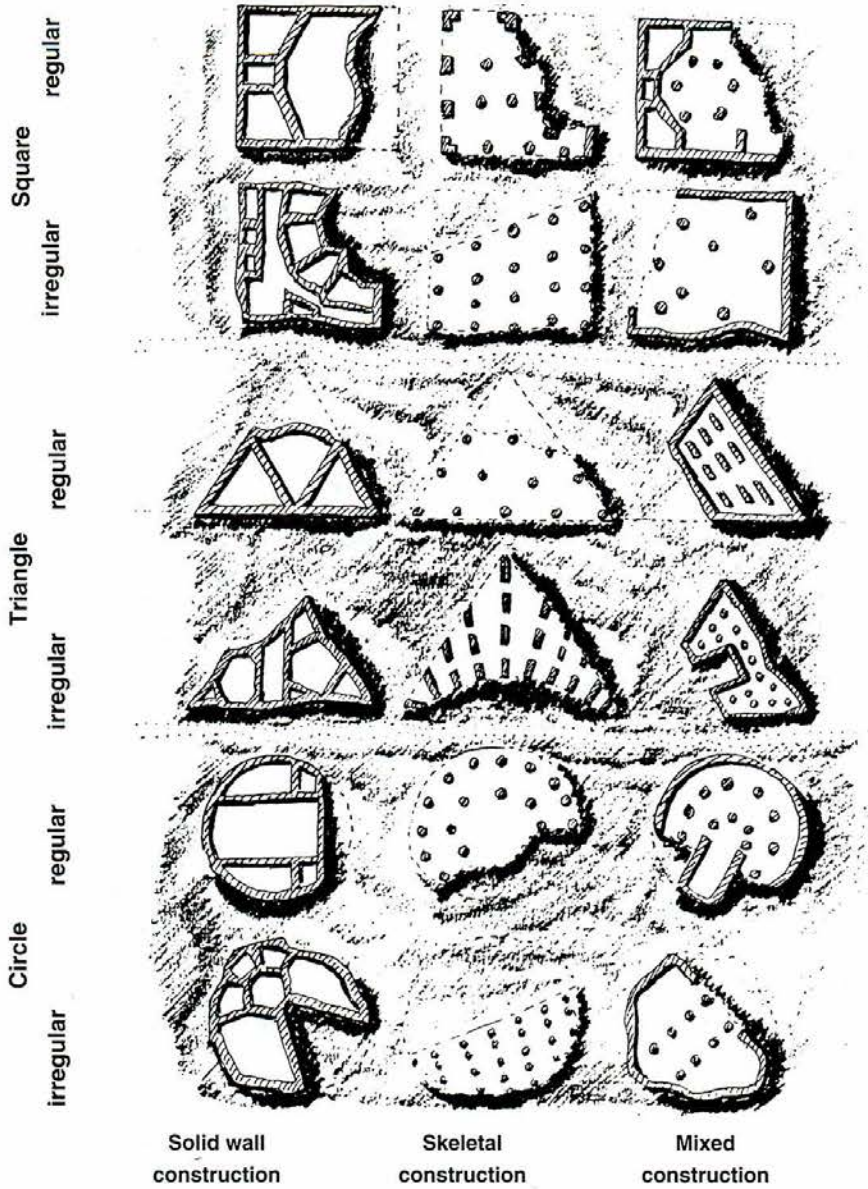 Square
regular
irregular
Triangle
regular
irregular
Circle
regular
irregular
Solid wall
construction
Skeletal
construction
Mixed
construction